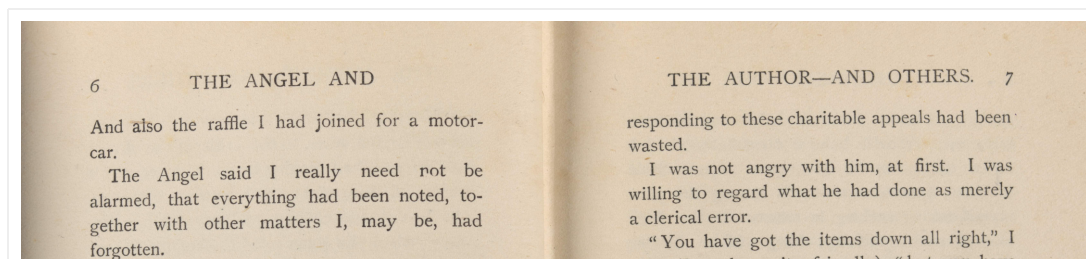 6 THE ANGEL AND
And also the raffle I had joined for a motor-
car.
The Angel said I really need not be
alarmed, that everything had been noted, to-
gether with other matters I, may be, had
forgotten.
THE AUTHOR—AND OTHERS. 7
responding to these charitable appeals had been
wasted.
I was not angry with him, at first. I was
willing to regard what he had done as merely
a clerical error.
“You have got the items down all right,” I